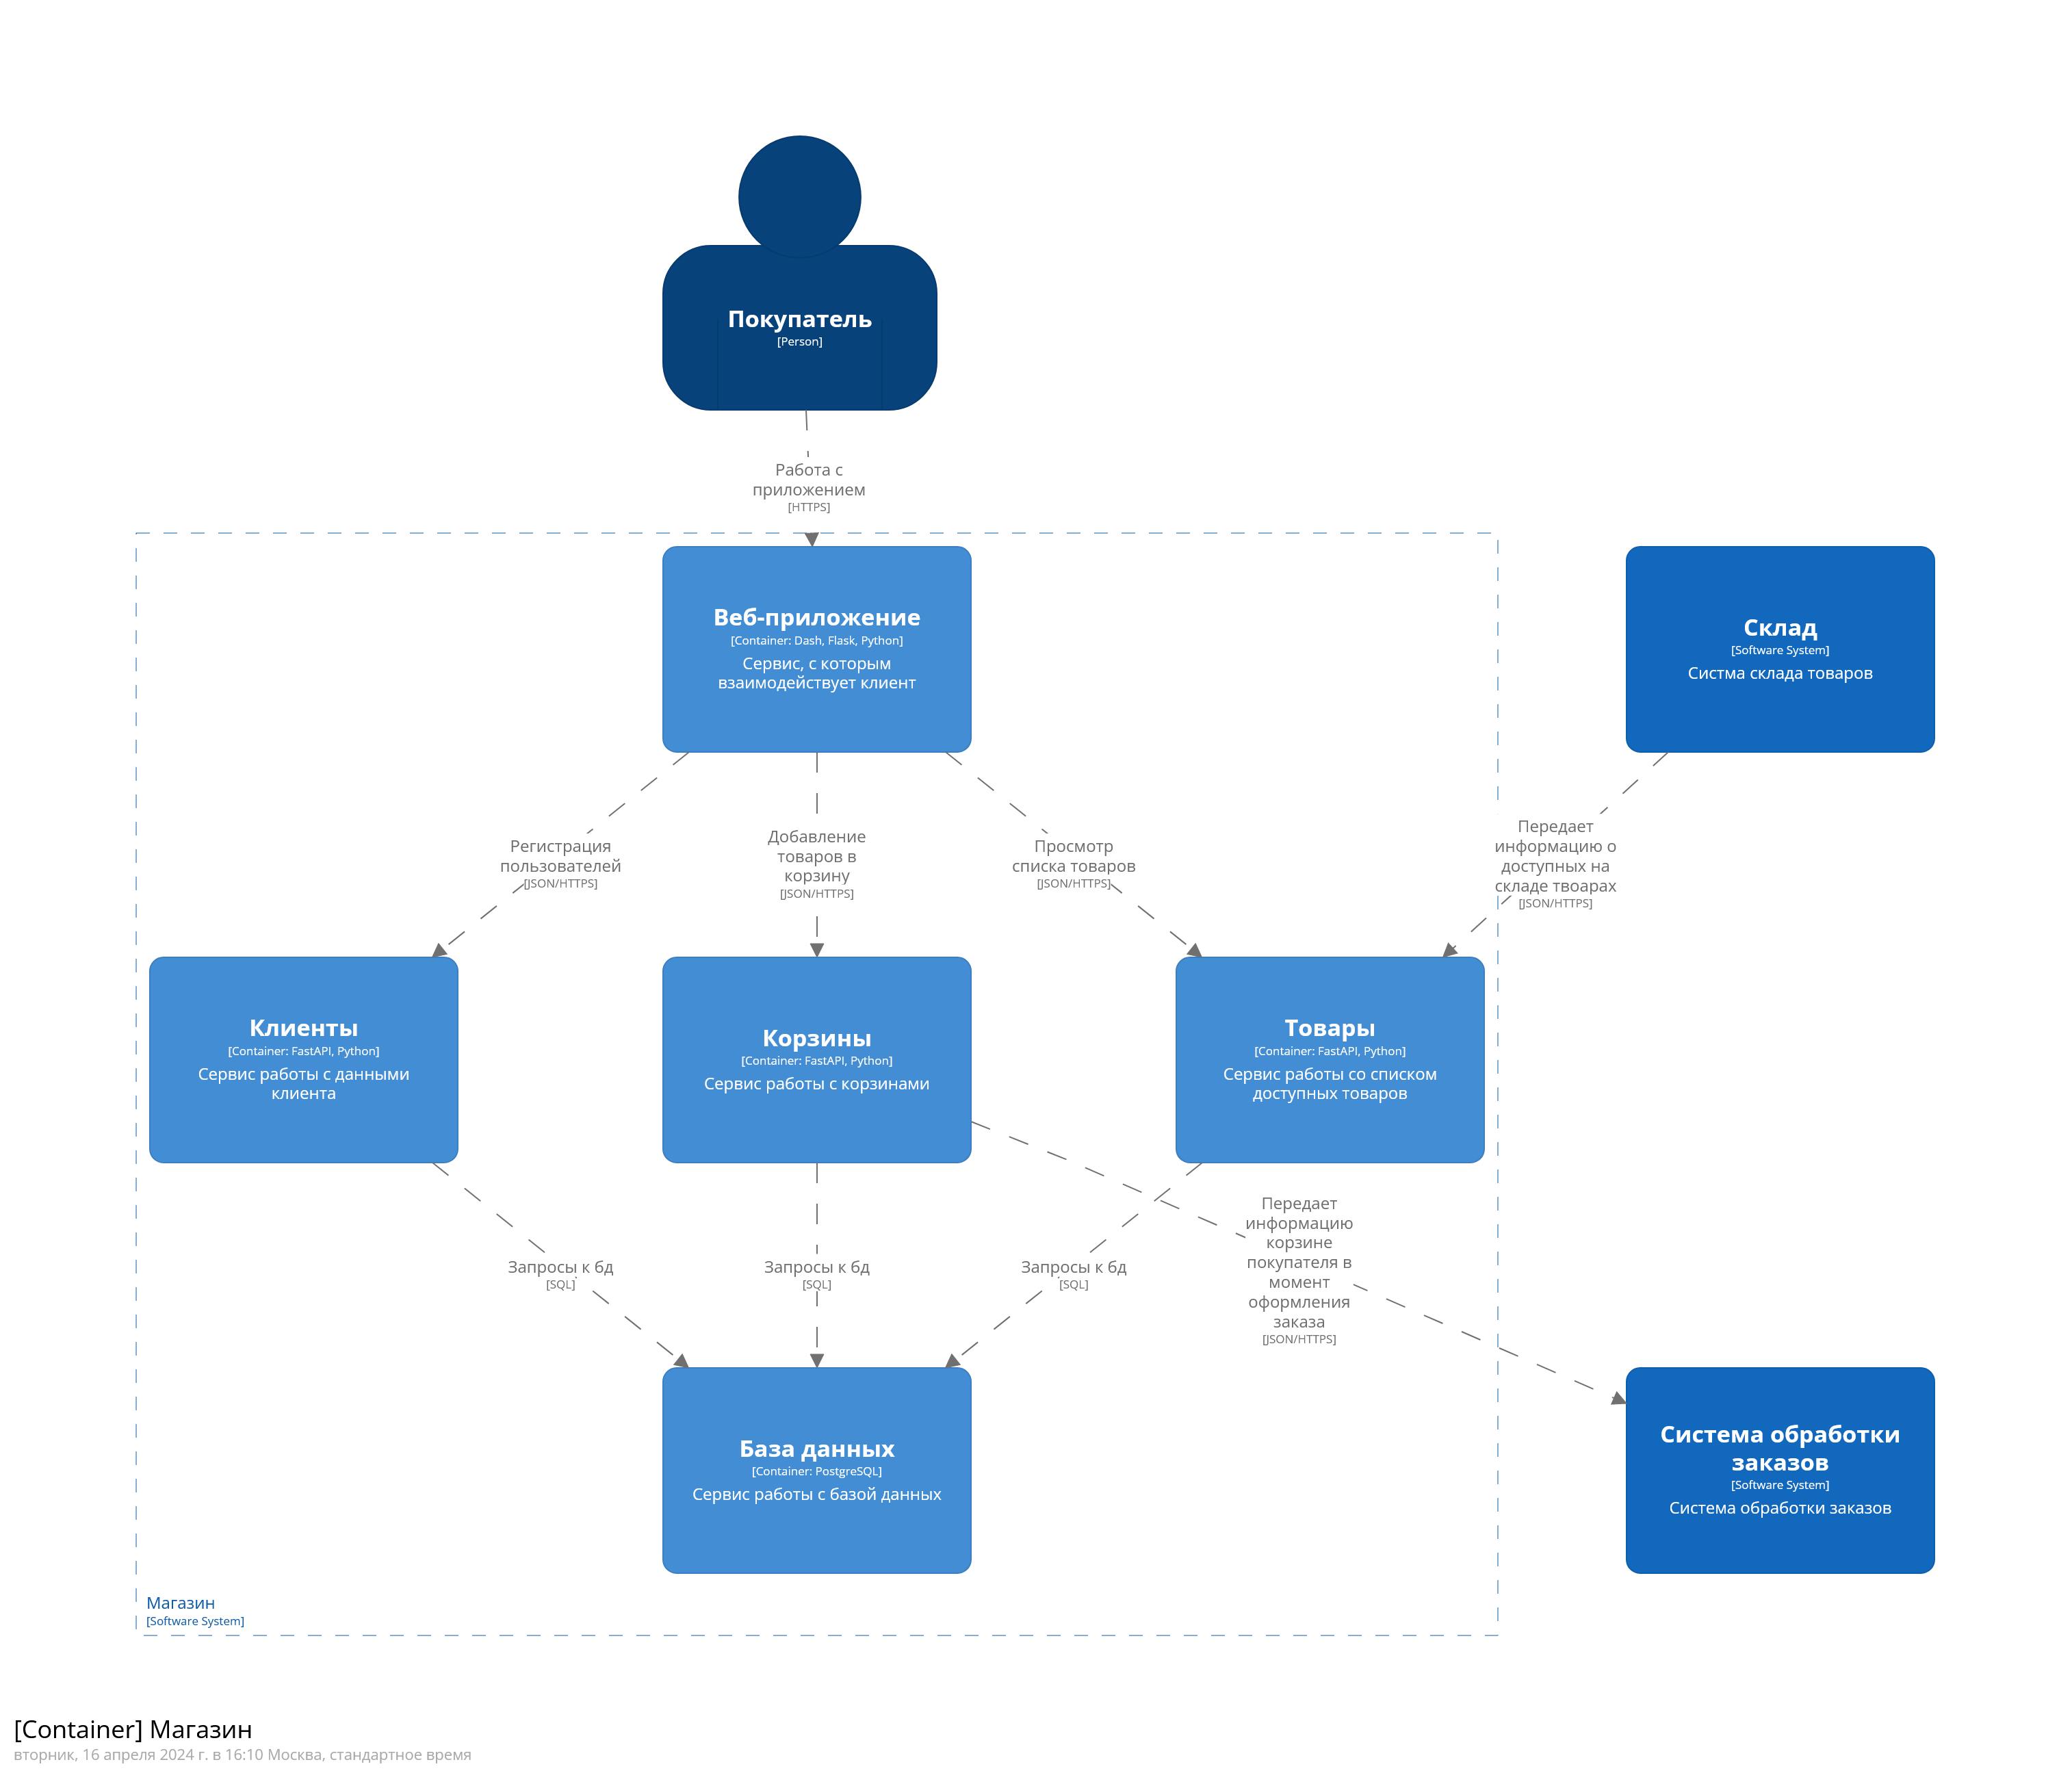 Покупатель
[Person]
Работа с
приложением
[HTTPS]
Веб-приложение
[Container: Dash, Flask, Python]
Сервис, с которым
взаимодействует клиент
Склад
[Software System]
Систма склада товаров
Регистрация
пользователей
[JSON/HTTPS]
Добавление
товаров в
корзину
[JSON/HTTPS]
Просмотр
списка товаров
[JSON/HTTPS]
Передает
информацию о
доступных на
складе твоарах
[JSON/HTTPS]
Клиенты
[Container: FastAPI, Python]
Сервис работы с данными
клиента
Корзины
[Container: FastAPI, Python]
Сервис работы с корзинами
Товары
[Container: FastAPI, Python]
Сервис работы со списком
доступных товаров
Запросы к бд
[SQL]
Запросы к бд
[SQL]
Запросы к бд
[SQL]
Передает
информацию
корзине
покупателя в
момент
оформления
заказа
[JSON/HTTPS]
База данных
[Container: PostgreSQL]
Сервис работы с базой данных
Система обработки
заказов
[Software System]
Система обработки заказов
Магазин
[Software System]
[Container] Магазин
вторник, 16 апреля 2024 г. в 16:10 Москва, стандартное время